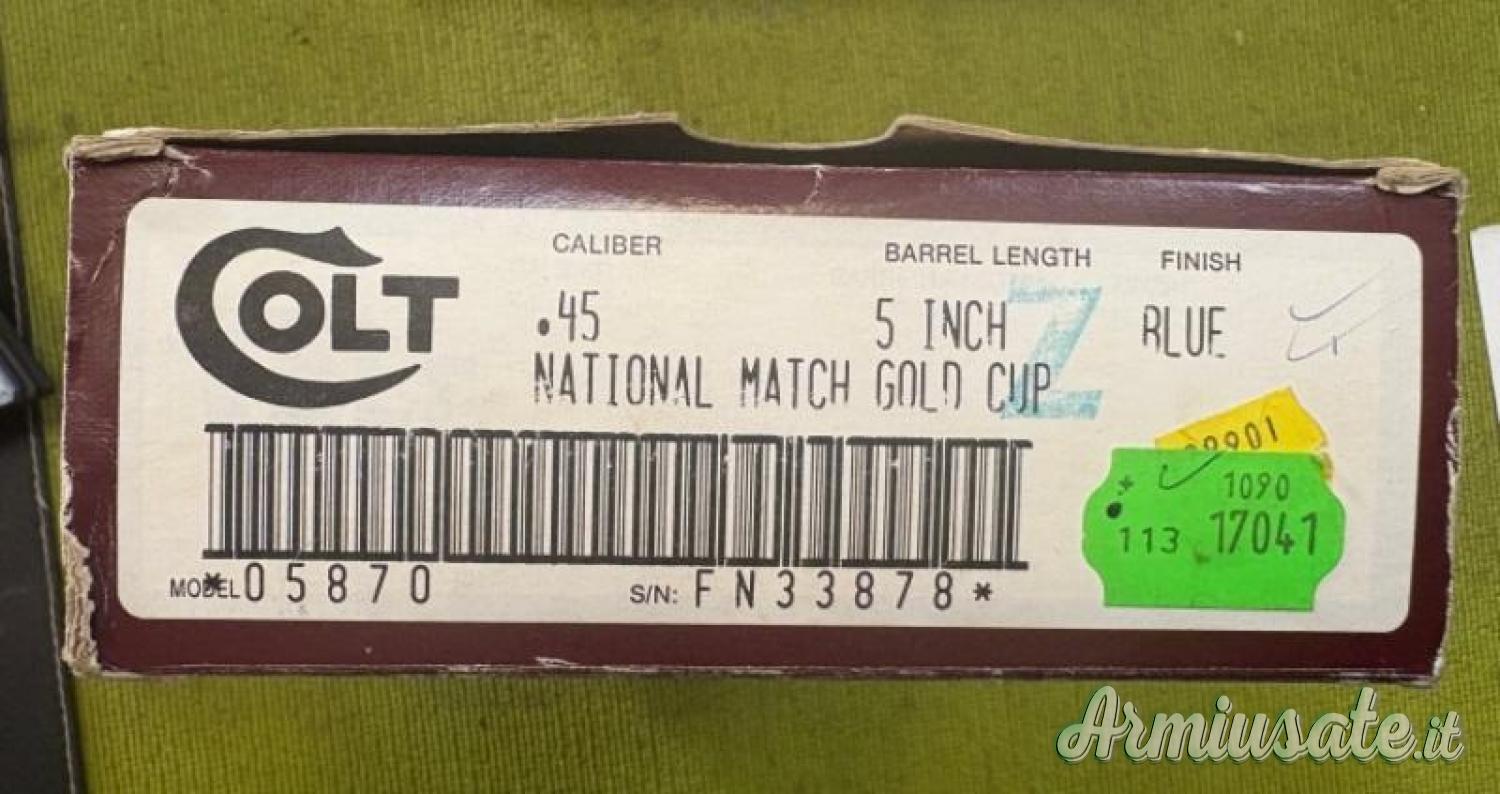 COLT
CALIBER BARREL LENGTH FINISH
.45 5 INCH BLUE
NATIONAL MATCH GOLD CUP
Z
MODEL *05870 S/N: FN33878*
1090
113 17041
Armiusate.it